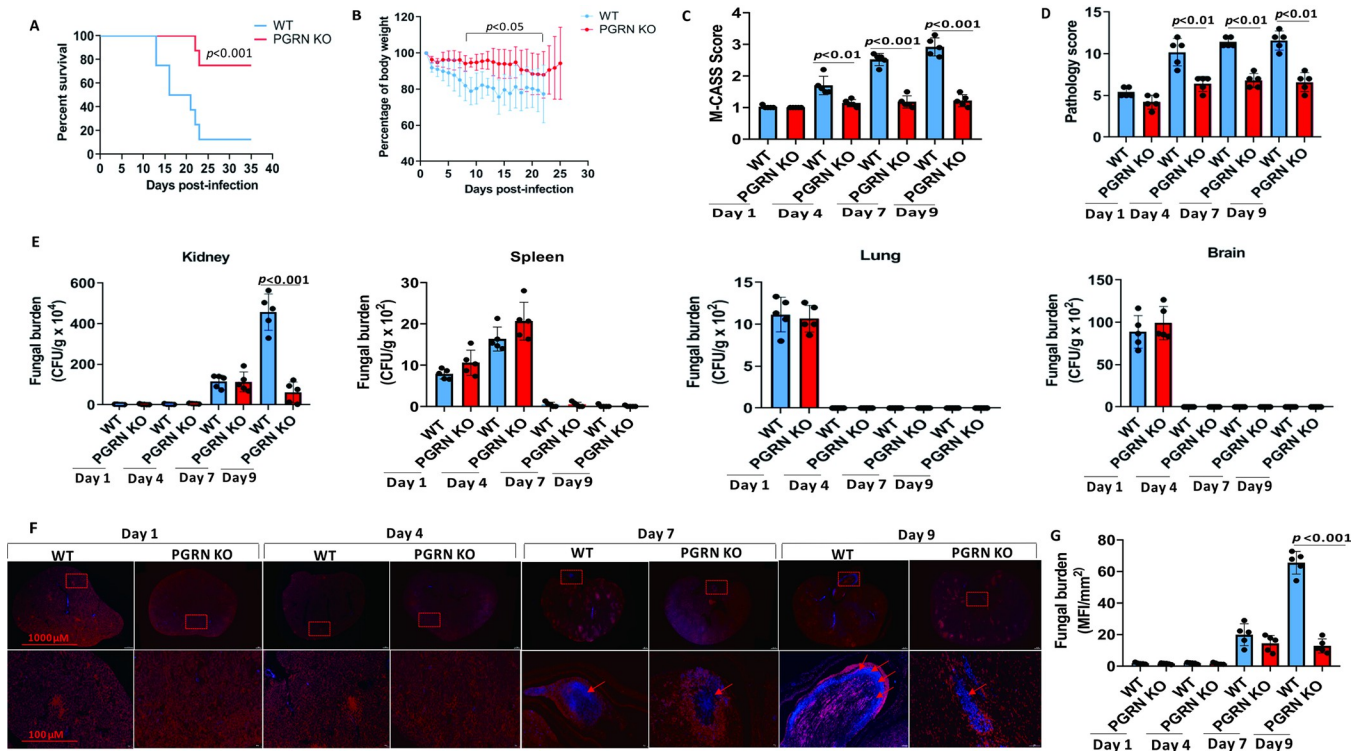 A
WT
PGRN KO
p<0.001
Percent survival
100
80
60
40
20
0
0 5 10 15 20 25 30 35 40
Days post-infection
B
WT
PGRN KO
p<0.05
Percentage of body weight
120
100
80
60
40
0 5 10 15 20 25 30
Days post-infection
C
p<0.01
p<0.001
p<0.001
M-CASS Score
4
3
2
1
0
WT PGRN KO WT PGRN KO WT PGRN KO WT PGRN KO
Day 1 Day 4 Day 7 Day 9
D
p<0.01 p<0.01 p<0.01
Pathology score
15
10
5
0
WT PGRN KO WT PGRN KO WT PGRN KO WT PGRN KO
Day 1 Day 4 Day 7 Day 9
E
Kidney
p<0.001
Fungal burden
(CFU/g x 10⁴)
600
400
200
0
WT PGRN KO WT PGRN KO WT PGRN KO WT PGRN KO
Day 1 Day 4 Day 7 Day 9
Spleen
Fungal burden
(CFU/g x 10²)
30
20
10
0
WT PGRN KO WT PGRN KO WT PGRN KO WT PGRN KO
Day 1 Day 4 Day 7 Day 9
Lung
Fungal burden
(CFU/g x 10²)
15
10
5
0
WT PGRN KO WT PGRN KO WT PGRN KO WT PGRN KO
Day 1 Day 4 Day 7 Day 9
Brain
Fungal burden
(CFU/g x 10²)
150
100
50
0
WT PGRN KO WT PGRN KO WT PGRN KO WT PGRN KO
Day 1 Day 4 Day 7 Day 9
F
Day 1 Day 4 Day 7 Day 9
WT PGRN KO WT PGRN KO WT PGRN KO WT PGRN KO
1000μM
100μM
G
p<0.001
Fungal burden
(MFI/mm²)
80
60
40
20
0
WT PGRN KO WT PGRN KO WT PGRN KO WT PGRN KO
Day 1 Day 4 Day 7 Day 9